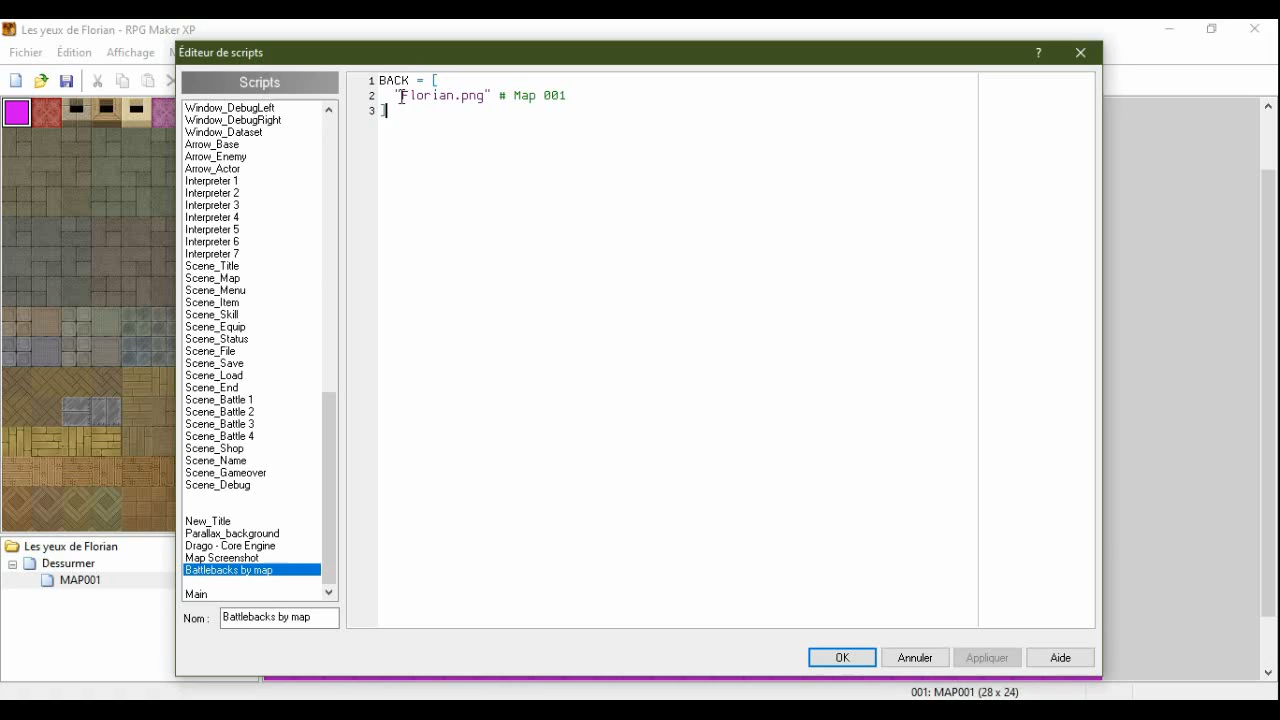 Les yeux de Florian - RPG Maker XP
Fichier
Édition
Affichage
Éditeur de scripts
?
Scripts
Window_DebugLeft
Window_DebugRight
Window_Dataset
Arrow_Base
Arrow_Enemy
Arrow_Actor
Interpreter 1
Interpreter 2
Interpreter 3
Interpreter 4
Interpreter 5
Interpreter 6
Interpreter 7
Scene_Title
Scene_Map
Scene_Menu
Scene_Item
Scene_Skill
Scene_Equip
Scene_Status
Scene_File
Scene_Save
Scene_Load
Scene_End
Scene_Battle 1
Scene_Battle 2
Scene_Battle 3
Scene_Battle 4
Scene_Shop
Scene_Name
Scene_Gameover
Scene_Debug
New_Title
Parallax_background
Drago - Core Engine
Map Screenshot
Battlebacks by map
Main
Nom :
Battlebacks by map
1 BACK = [
2 "Florian.png" # Map 001
3 ]
OK
Annuler
Appliquer
Aide
Les yeux de Florian
Dessurmer
MAP001
001: MAP001 (28 x 24)